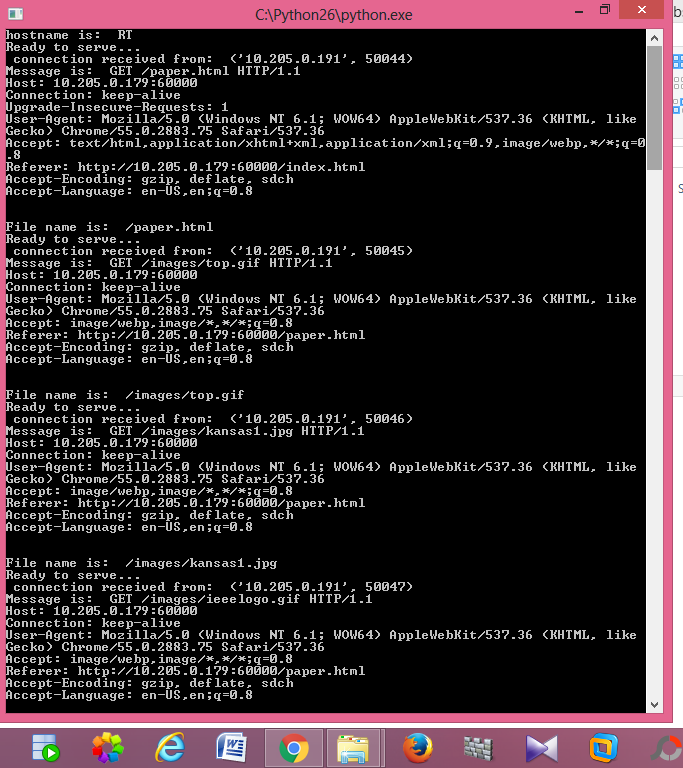 C:\Python26\python.exe
hostname is:  RT
Ready to serve...
 connection received from:  ('10.205.0.191', 50044)
Message is:  GET /paper.html HTTP/1.1
Host: 10.205.0.179:60000
Connection: keep-alive
Upgrade-Insecure-Requests: 1
User-Agent: Mozilla/5.0 (Windows NT 6.1; WOW64) AppleWebKit/537.36 (KHTML, like
Gecko) Chrome/55.0.2883.75 Safari/537.36
Accept: text/html,application/xhtml+xml,application/xml;q=0.9,image/webp,*/*;q=0
.8
Referer: http://10.205.0.179:60000/index.html
Accept-Encoding: gzip, deflate, sdch
Accept-Language: en-US,en;q=0.8
File name is:  /paper.html
Ready to serve...
 connection received from:  ('10.205.0.191', 50045)
Message is:  GET /images/top.gif HTTP/1.1
Host: 10.205.0.179:60000
Connection: keep-alive
User-Agent: Mozilla/5.0 (Windows NT 6.1; WOW64) AppleWebKit/537.36 (KHTML, like
Gecko) Chrome/55.0.2883.75 Safari/537.36
Accept: image/webp,image/*,*/*;q=0.8
Referer: http://10.205.0.179:60000/paper.html
Accept-Encoding: gzip, deflate, sdch
Accept-Language: en-US,en;q=0.8
File name is:  /images/top.gif
Ready to serve...
 connection received from:  ('10.205.0.191', 50046)
Message is:  GET /images/kansas1.jpg HTTP/1.1
Host: 10.205.0.179:60000
Connection: keep-alive
User-Agent: Mozilla/5.0 (Windows NT 6.1; WOW64) AppleWebKit/537.36 (KHTML, like
Gecko) Chrome/55.0.2883.75 Safari/537.36
Accept: image/webp,image/*,*/*;q=0.8
Referer: http://10.205.0.179:60000/paper.html
Accept-Encoding: gzip, deflate, sdch
Accept-Language: en-US,en;q=0.8
File name is:  /images/kansas1.jpg
Ready to serve...
 connection received from:  ('10.205.0.191', 50047)
Message is:  GET /images/ieeelogo.gif HTTP/1.1
Host: 10.205.0.179:60000
Connection: keep-alive
User-Agent: Mozilla/5.0 (Windows NT 6.1; WOW64) AppleWebKit/537.36 (KHTML, like
Gecko) Chrome/55.0.2883.75 Safari/537.36
Accept: image/webp,image/*,*/*;q=0.8
Referer: http://10.205.0.179:60000/paper.html
Accept-Encoding: gzip, deflate, sdch
Accept-Language: en-US,en;q=0.8